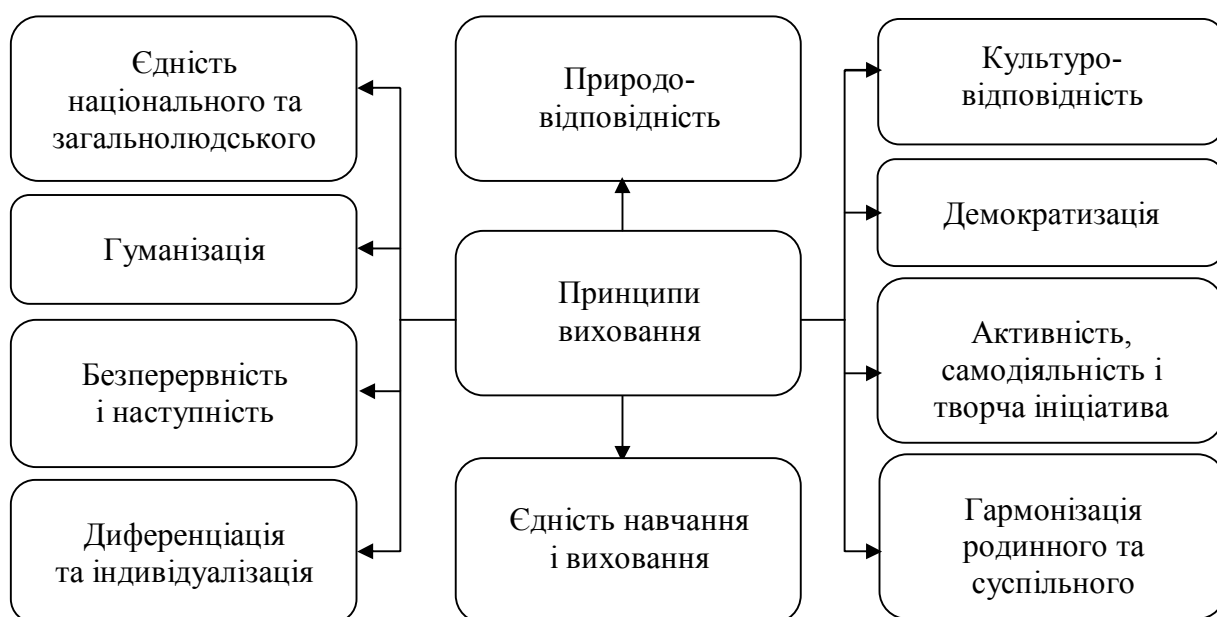 Єдність
національного та
загальнолюдського
Гуманізація
Безперервність
і наступність
Диференціація
та індивідуалізація
Природо-
відповідність
Принципи
виховання
Єдність навчання
і виховання
Культуро-
відповідність
Демократизація
Активність,
самодіяльність і
творча ініціатива
Гармонізація
родинного та
суспільного